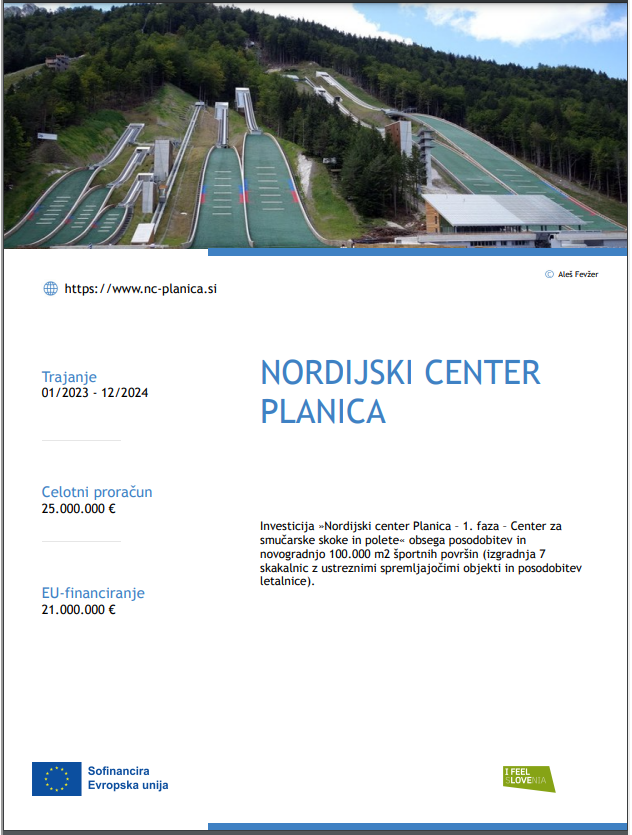 © Aleš Fevžer
https://www.nc-planica.si
NORDIJSKI CENTER
PLANICA
Trajanje
01/2023 - 12/2024
Celotni proračun
25.000.000 €
Investicija »Nordijski center Planica – 1. faza – Center za
smučarske skoke in polete« obsega posodobitev in
novogradnjo 100.000 m2 športnih površin (izgradnja 7
skakalnic z ustreznimi spremljajočimi objekti in posodobitev
letalnice).
EU-financiranje
21.000.000 €
Sofinancira
Evropska unija
I FEEL
SLOVENIA